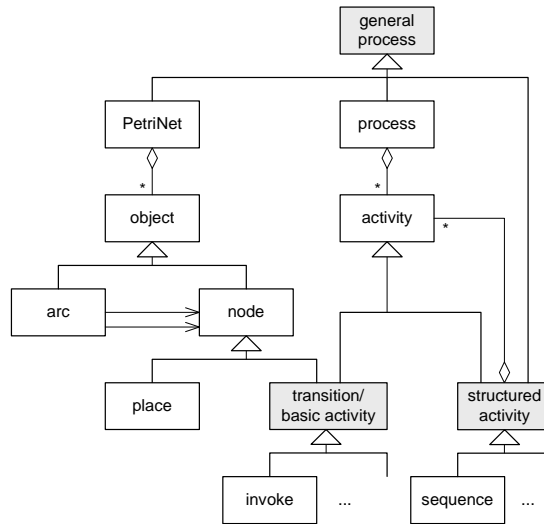 general
process
PetriNet
process
*
*
object
activity
*
arc
node
place
transition/
basic activity
structured
activity
invoke
...
sequence
...